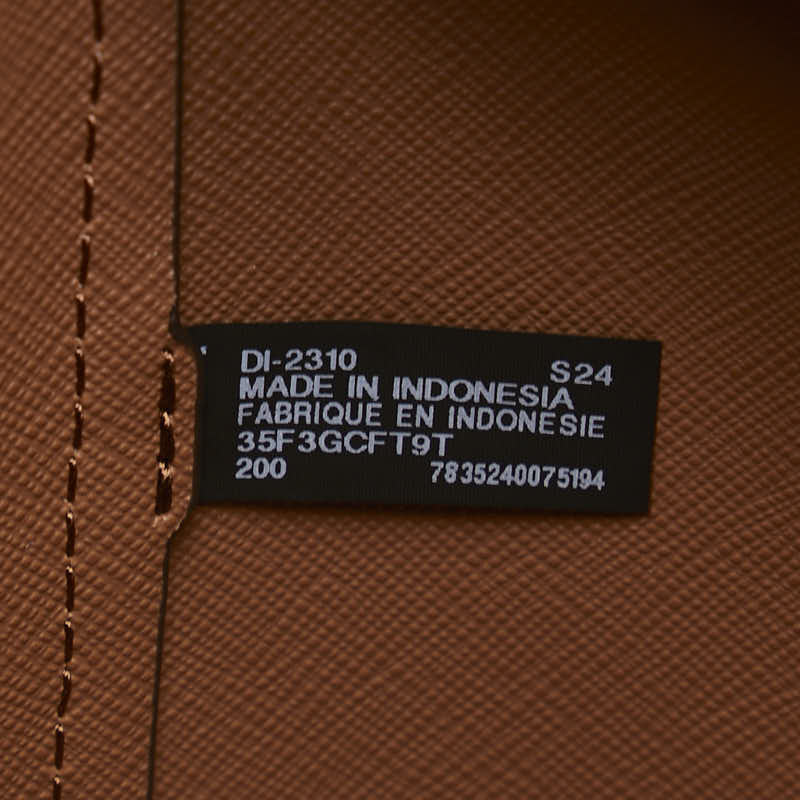 DI-2310 S24
MADE IN INDONESIA
FABRIQUE EN INDONESIE
35F3GCFT9T
200 7835240075194